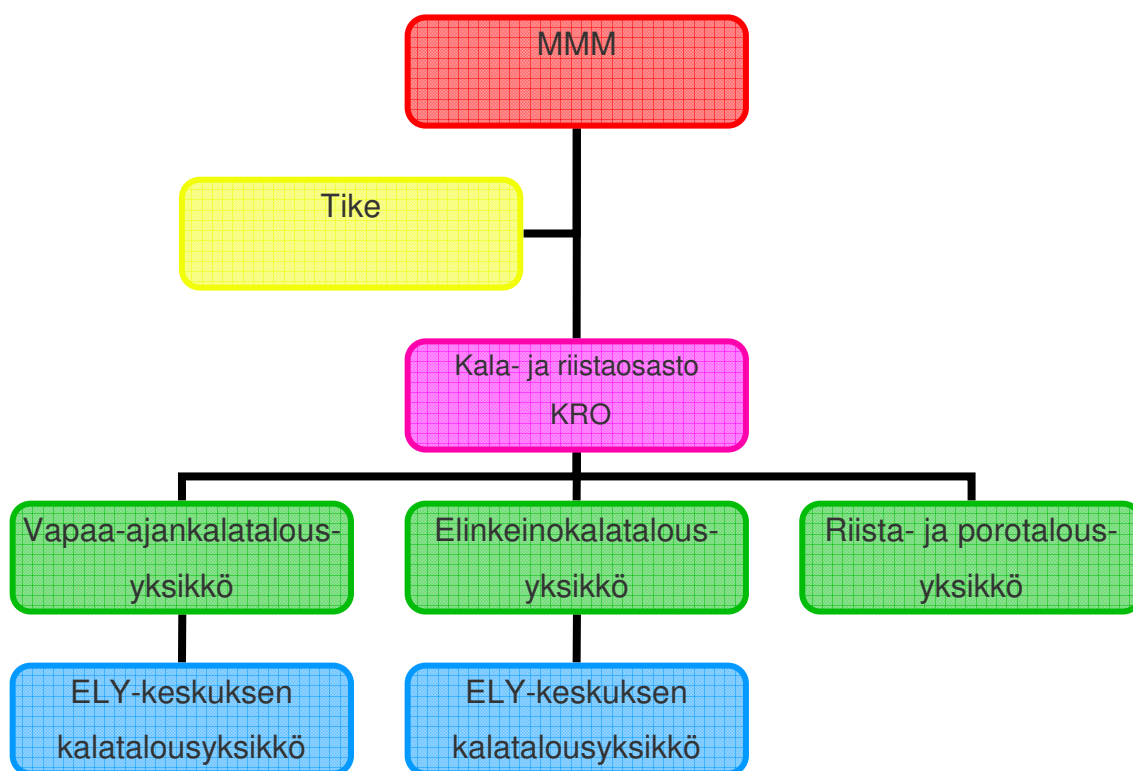 MMM
Tike
Kala- ja riistaosasto
KRO
Vapaa-ajankalatalous-
yksikkö
Elinkeinokalatalous-
yksikkö
Riista- ja porotalous-
yksikkö
ELY-keskuksen
kalatalousyksikkö
ELY-keskuksen
kalatalousyksikkö